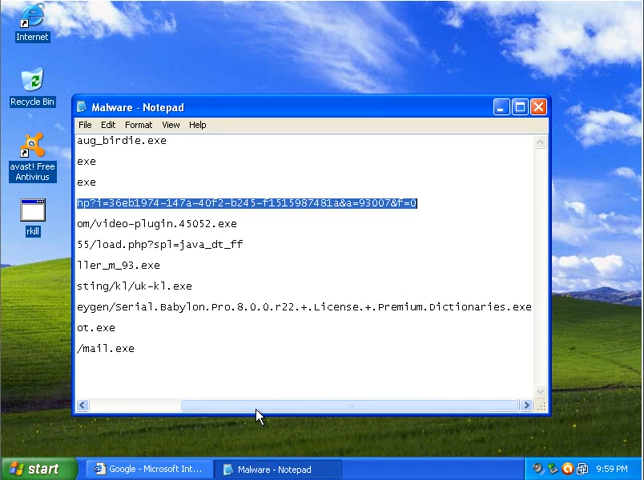 Internet
Recycle Bin
avast! Free
Antivirus
rkill
Malware - Notepad
File Edit Format View Help
aug_birdie.exe
exe
exe
hp?i=36eb1974-147a-40f2-b245-f1515987481a&a=93007&f=0
om/video-plugin.45052.exe
55/load.php?spl=java_dt_ff
ller_m_93.exe
sting/kl/uk-kl.exe
eygen/Serial.Babylon.Pro.8.0.0.r22.+.License.+.Premium.Dictionaries.exe
ot.exe
/mail.exe
start
Google - Microsoft Int...
Malware - Notepad
9:59 PM